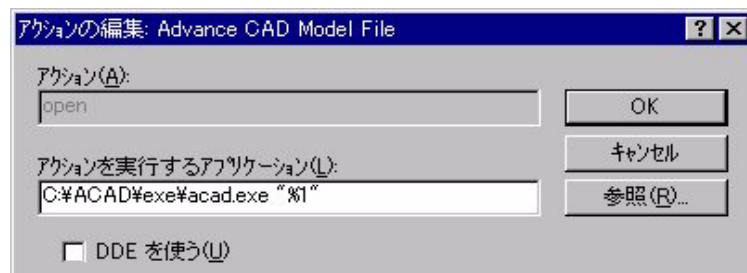 アクションの編集: Advance CAD Model File
アクション(A):
open
OK
アクションを実行するアプリケーション(L):
キャンセル
C:¥ACAD¥exe¥acad.exe "%1"
参照(R)...
DDE を使う(U)